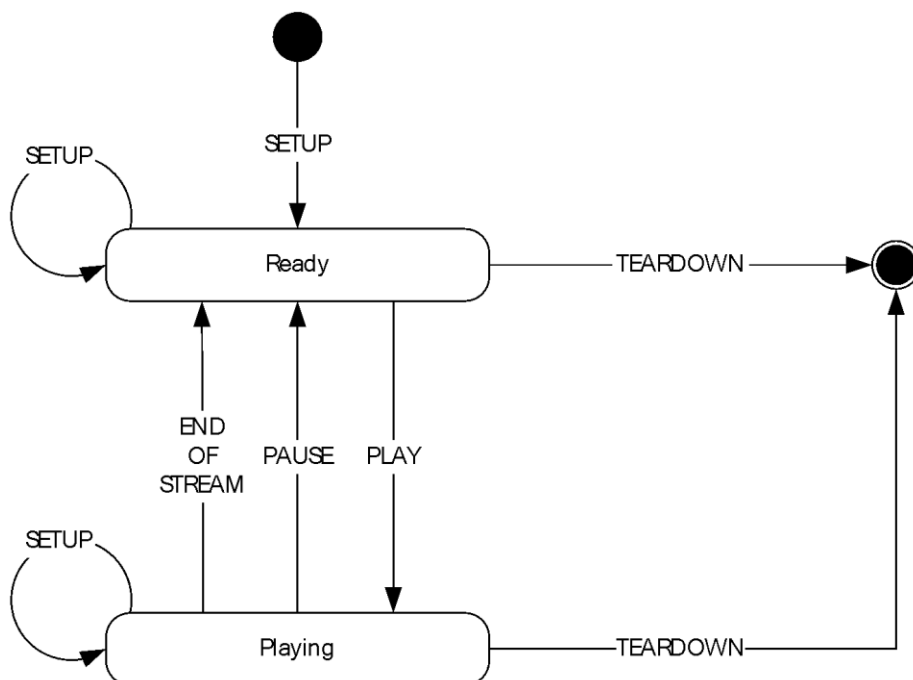 SETUP
SETUP
Ready
TEARDOWN
END
OF
STREAM
PAUSE
PLAY
SETUP
Playing
TEARDOWN